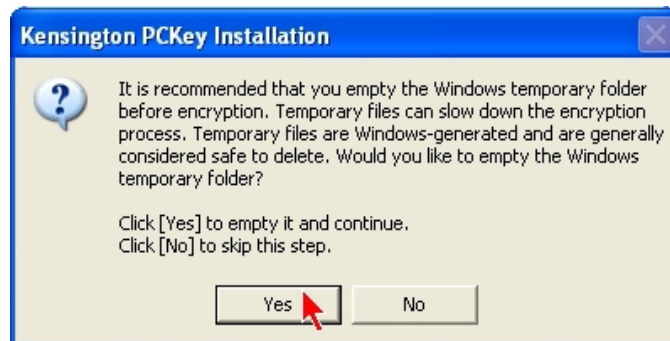 Kensington PCKey Installation
It is recommended that you empty the Windows temporary folder
before encryption. Temporary files can slow down the encryption
process. Temporary files are Windows-generated and are generally
considered safe to delete. Would you like to empty the Windows
temporary folder?
Click [Yes] to empty it and continue.
Click [No] to skip this step.
Yes
No